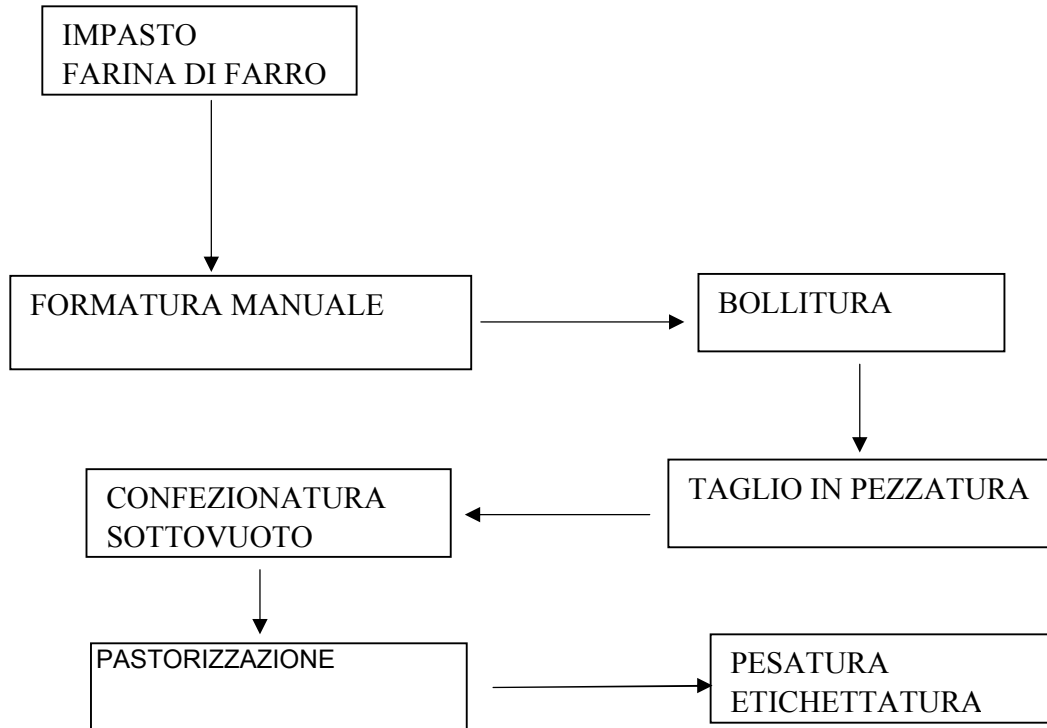 IMPASTO
FARINA DI FARRO
FORMATURA MANUALE
BOLLITURA
TAGLIO IN PEZZATURA
CONFEZIONATURA
SOTTOVUOTO
PASTORIZZAZIONE
PESATURA
ETICHETTATURA